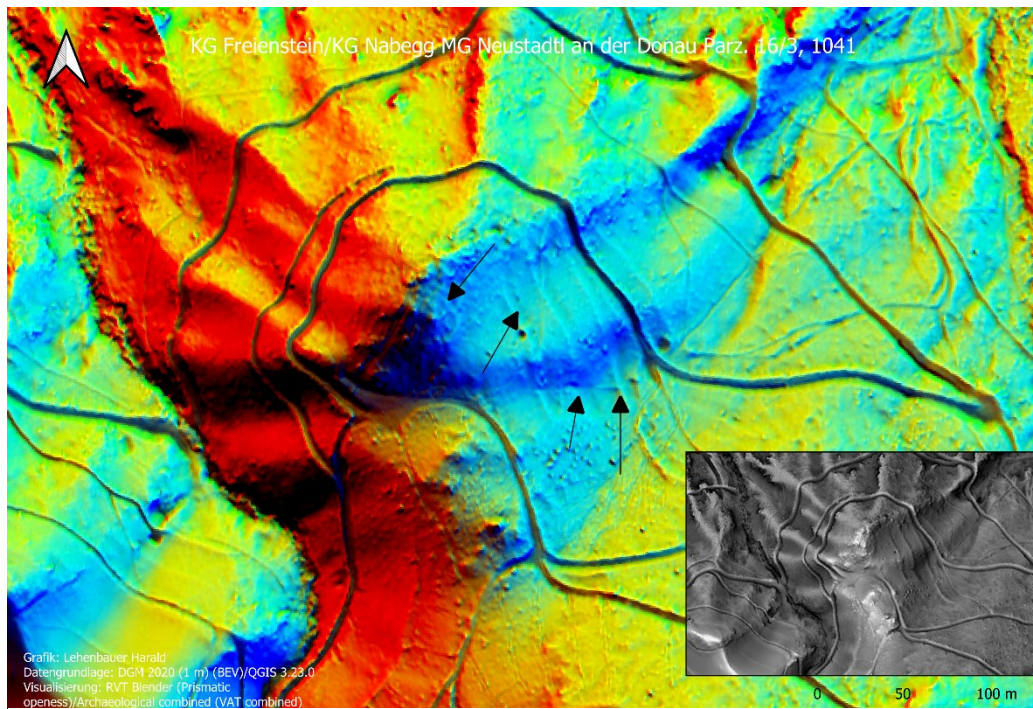 KG Freienstein/KG Nabegg MG Neustadtl an der Donau Parz. 16/3, 1041
Grafik: Lehenbauer Harald
Datengrundlage: DGM 2020 (1 m) (BEV)/QGIS 3.23.0
Visualisierung: RVT Blender (Prismatic
openess)/Archaeological combined (VAT combined)
0 50 100 m